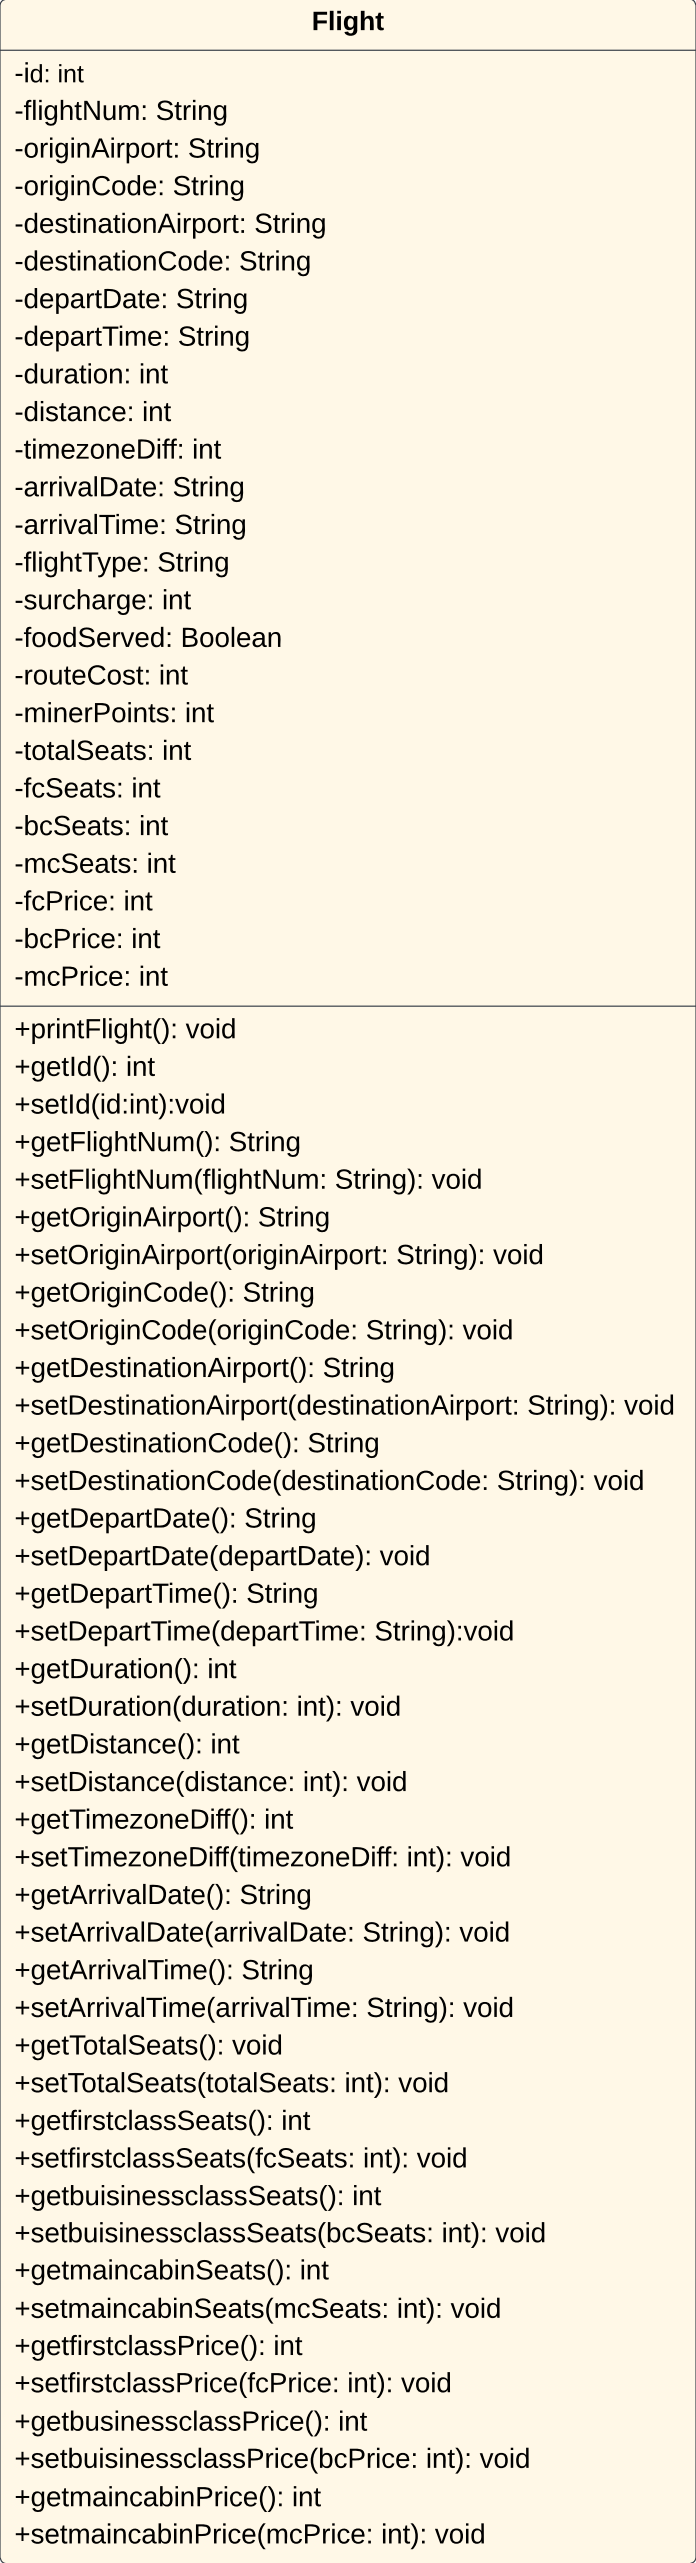 Flight
-id: int
-flightNum: String
-originAirport: String
-originCode: String
-destinationAirport: String
-destinationCode: String
-departDate: String
-departTime: String
-duration: int
-distance: int
-timezoneDiff: int
-arrivalDate: String
-arrivalTime: String
-flightType: String
-surcharge: int
-foodServed: Boolean
-routeCost: int
-minerPoints: int
-totalSeats: int
-fcSeats: int
-bcSeats: int
-mcSeats: int
-fcPrice: int
-bcPrice: int
-mcPrice: int
+printFlight(): void
+getId(): int
+setId(id:int):void
+getFlightNum(): String
+setFlightNum(flightNum: String): void
+getOriginAirport(): String
+setOriginAirport(originAirport: String): void
+getOriginCode(): String
+setOriginCode(originCode: String): void
+getDestinationAirport(): String
+setDestinationAirport(destinationAirport: String): void
+getDestinationCode(): String
+setDestinationCode(destinationCode: String): void
+getDepartDate(): String
+setDepartDate(departDate): void
+getDepartTime(): String
+setDepartTime(departTime: String):void
+getDuration(): int
+setDuration(duration: int): void
+getDistance(): int
+setDistance(distance: int): void
+getTimezoneDiff(): int
+setTimezoneDiff(timezoneDiff: int): void
+getArrivalDate(): String
+setArrivalDate(arrivalDate: String): void
+getArrivalTime(): String
+setArrivalTime(arrivalTime: String): void
+getTotalSeats(): void
+setTotalSeats(totalSeats: int): void
+getfirstclassSeats(): int
+setfirstclassSeats(fcSeats: int): void
+getbuisinessclassSeats(): int
+setbuisinessclassSeats(bcSeats: int): void
+getmaincabinSeats(): int
+setmaincabinSeats(mcSeats: int): void
+getfirstclassPrice(): int
+setfirstclassPrice(fcPrice: int): void
+getbusinessclassPrice(): int
+setbuisinessclassPrice(bcPrice: int): void
+getmaincabinPrice(): int
+setmaincabinPrice(mcPrice: int): void